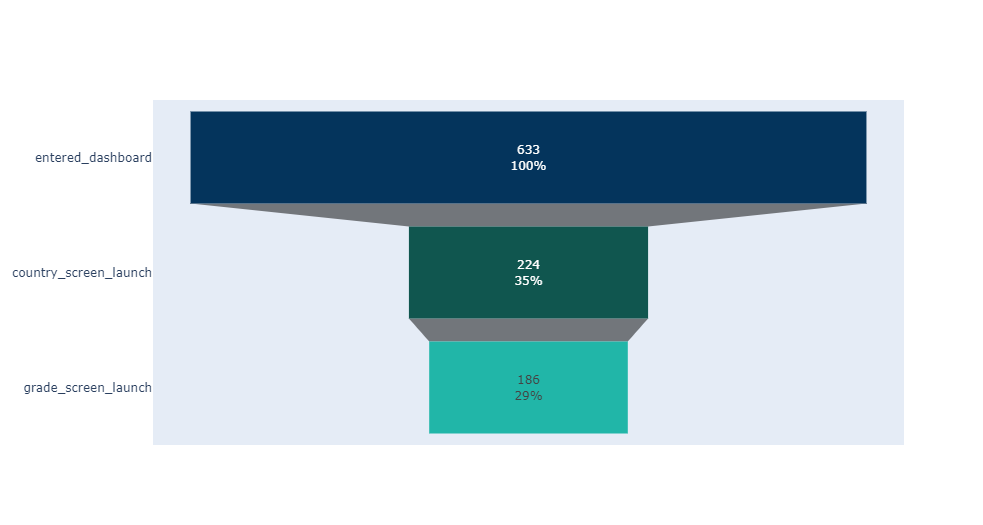 entered_dashboard
633
100%
country_screen_launch
224
35%
grade_screen_launch
186
29%